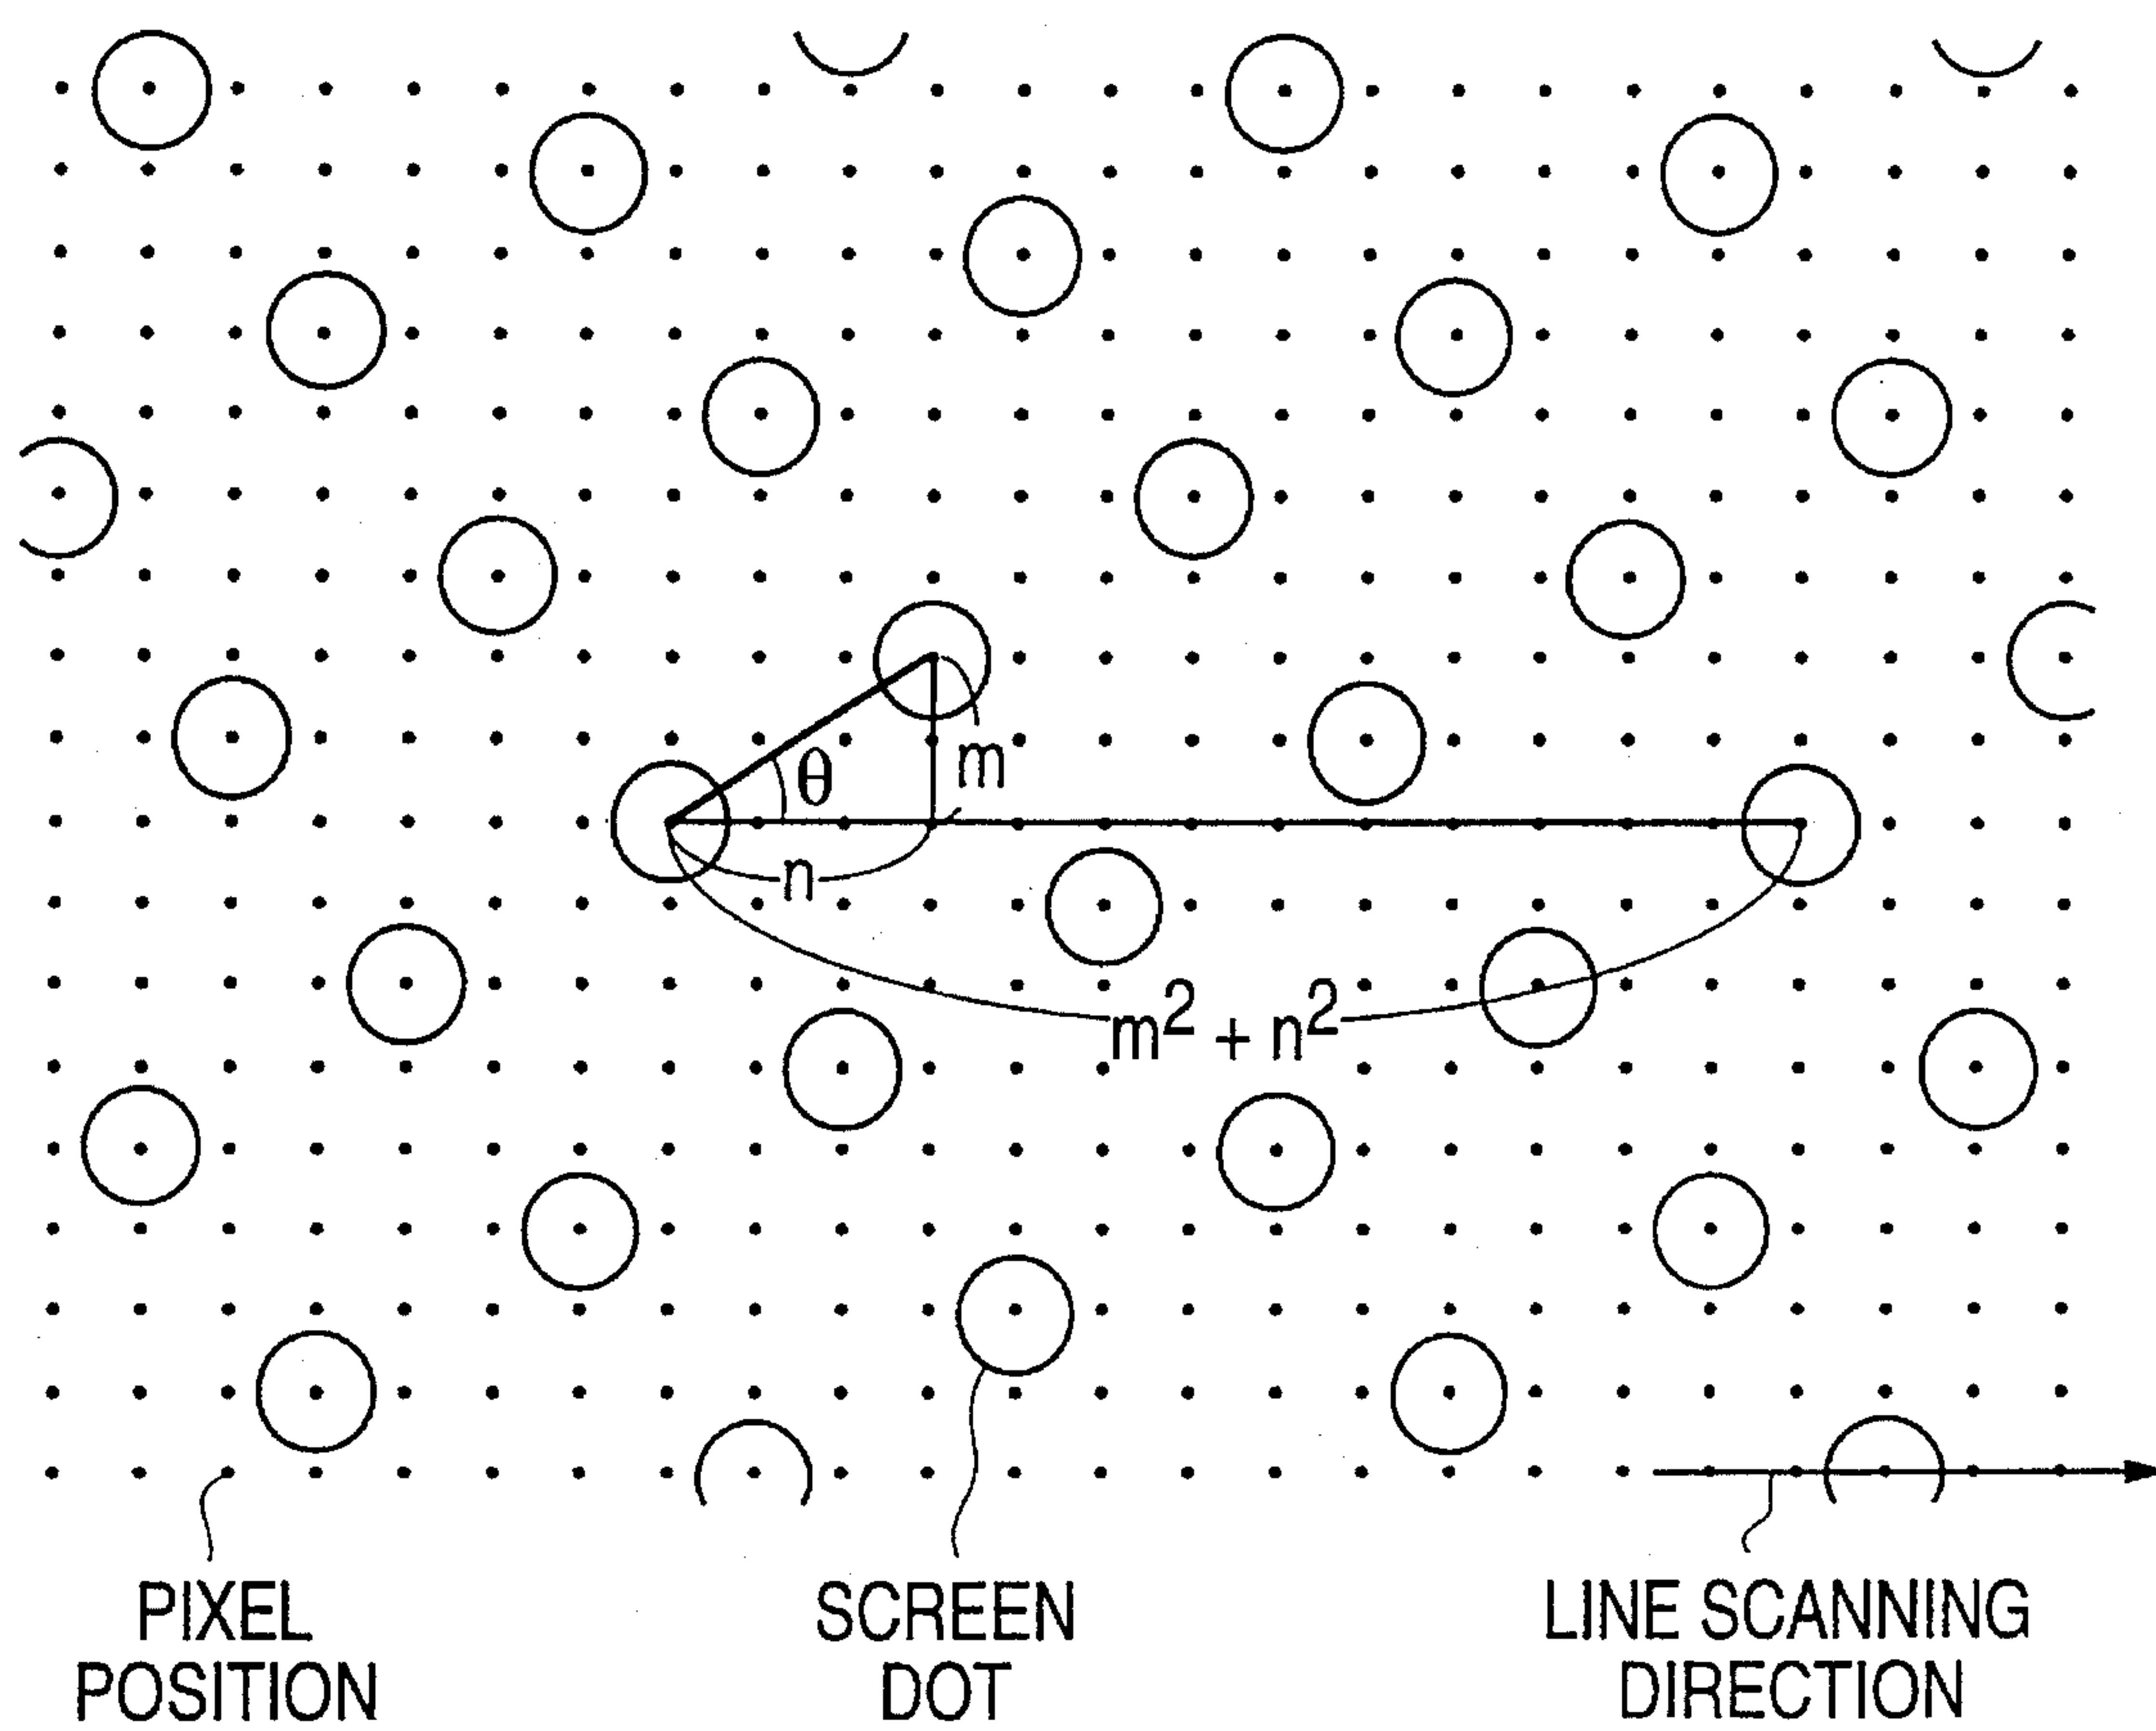 θ
m
n
m² + n²
PIXEL
POSITION
SCREEN
DOT
LINE SCANNING
DIRECTION